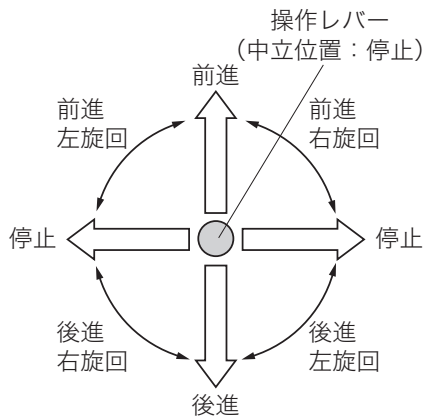 操作レバー
（中立位置：停止）
前進
前進
左旋回
前進
右旋回
停止
停止
後進
右旋回
後進
左旋回
後進